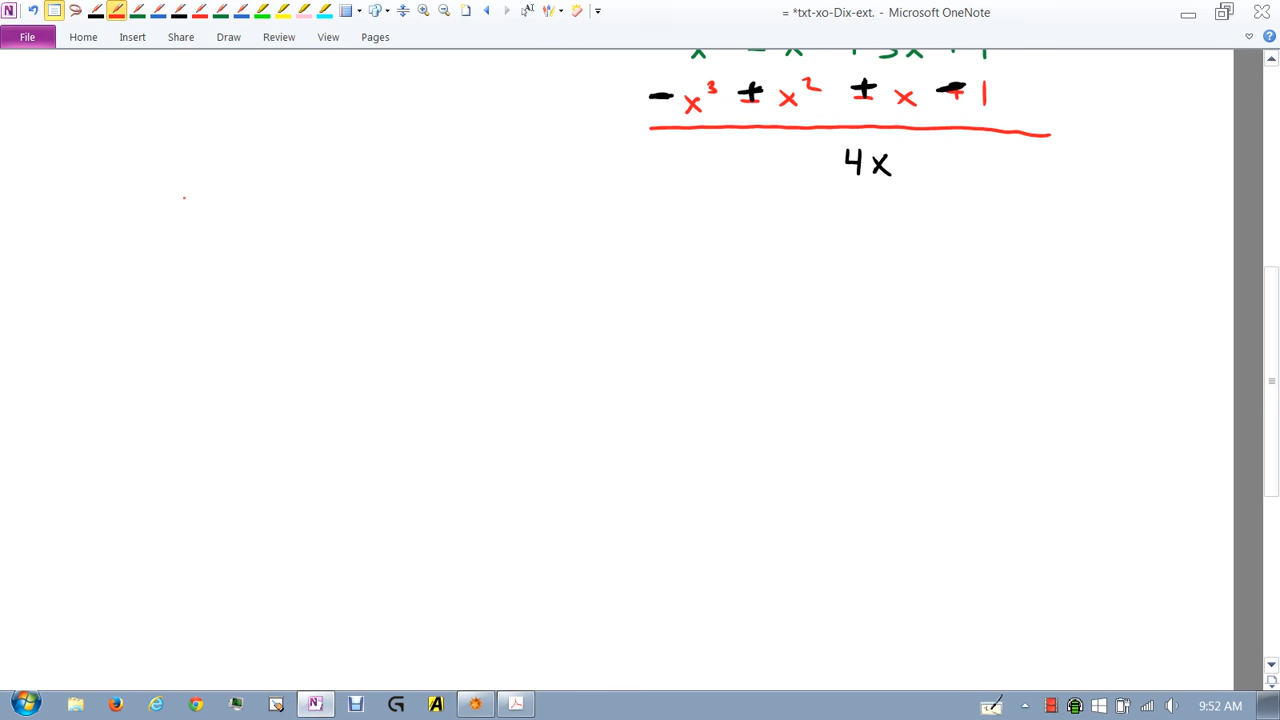 = *txt-xo-Dix-ext. - Microsoft OneNote
File Home Insert Share Draw Review View Pages
- x³ ± x² ± x + 1
4x
9:52 AM